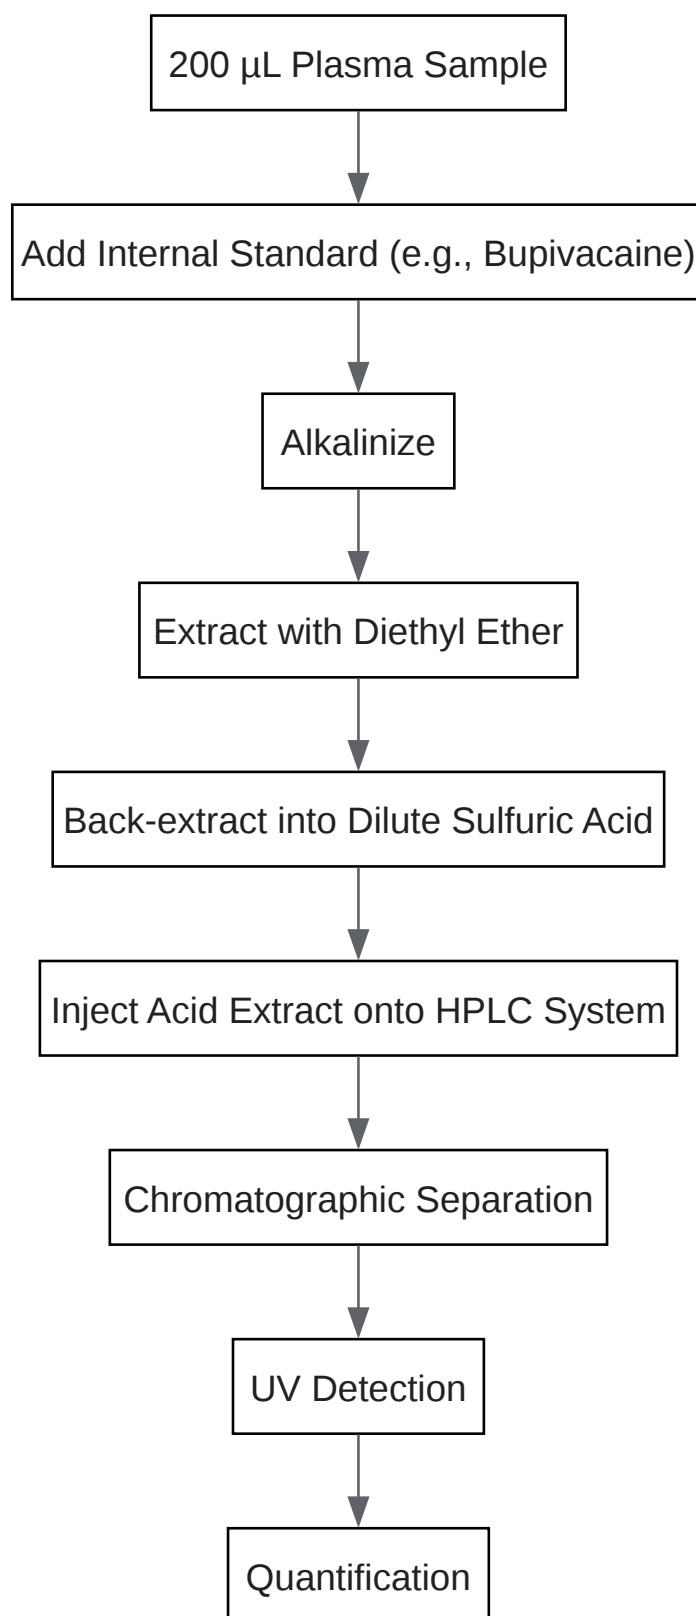 200 µL Plasma Sample
Add Internal Standard (e.g., Bupivacaine)
Alkalinize
Extract with Diethyl Ether
Back-extract into Dilute Sulfuric Acid
Inject Acid Extract onto HPLC System
Chromatographic Separation
UV Detection
Quantification